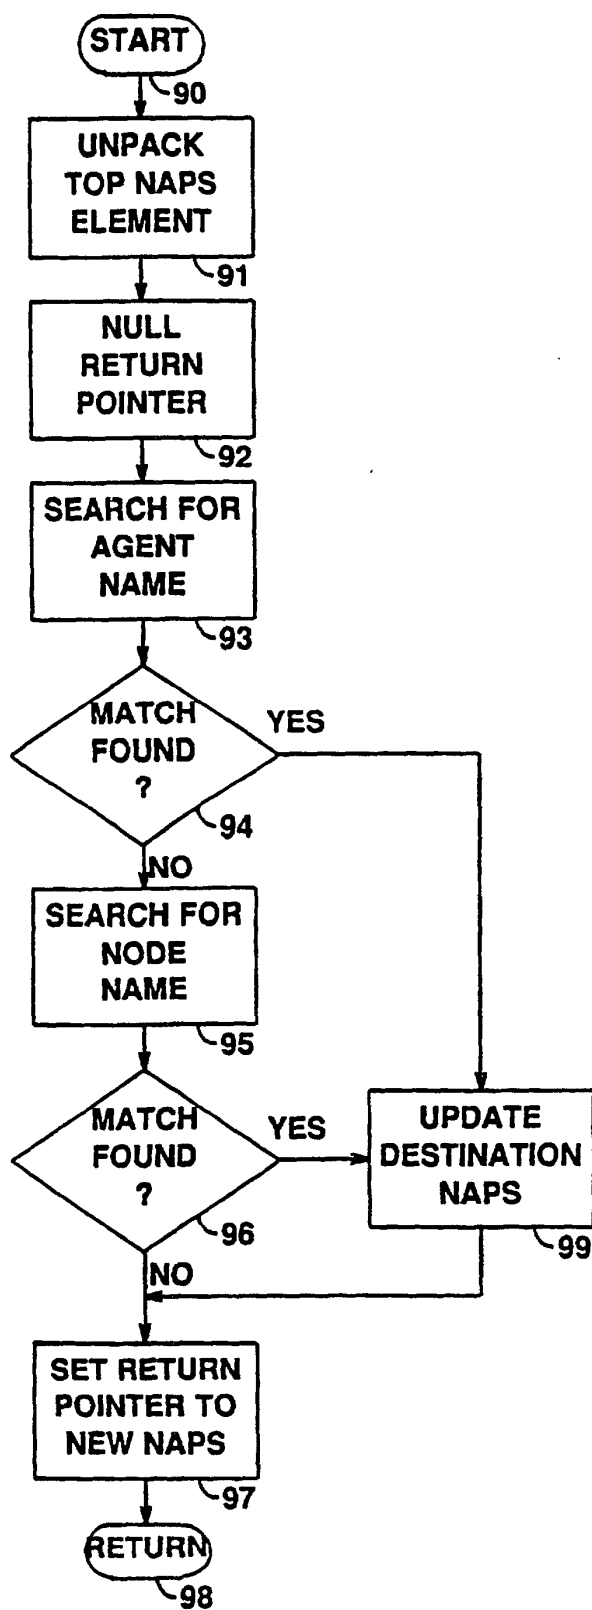 START
90
UNPACK
TOP NAPS
ELEMENT
91
NULL
RETURN
POINTER
92
SEARCH FOR
AGENT
NAME
93
MATCH
FOUND
?
YES
94
NO
SEARCH FOR
NODE
NAME
95
MATCH
FOUND
?
YES
96
NO
UPDATE
DESTINATION
NAPS
99
SET RETURN
POINTER TO
NEW NAPS
97
RETURN
98